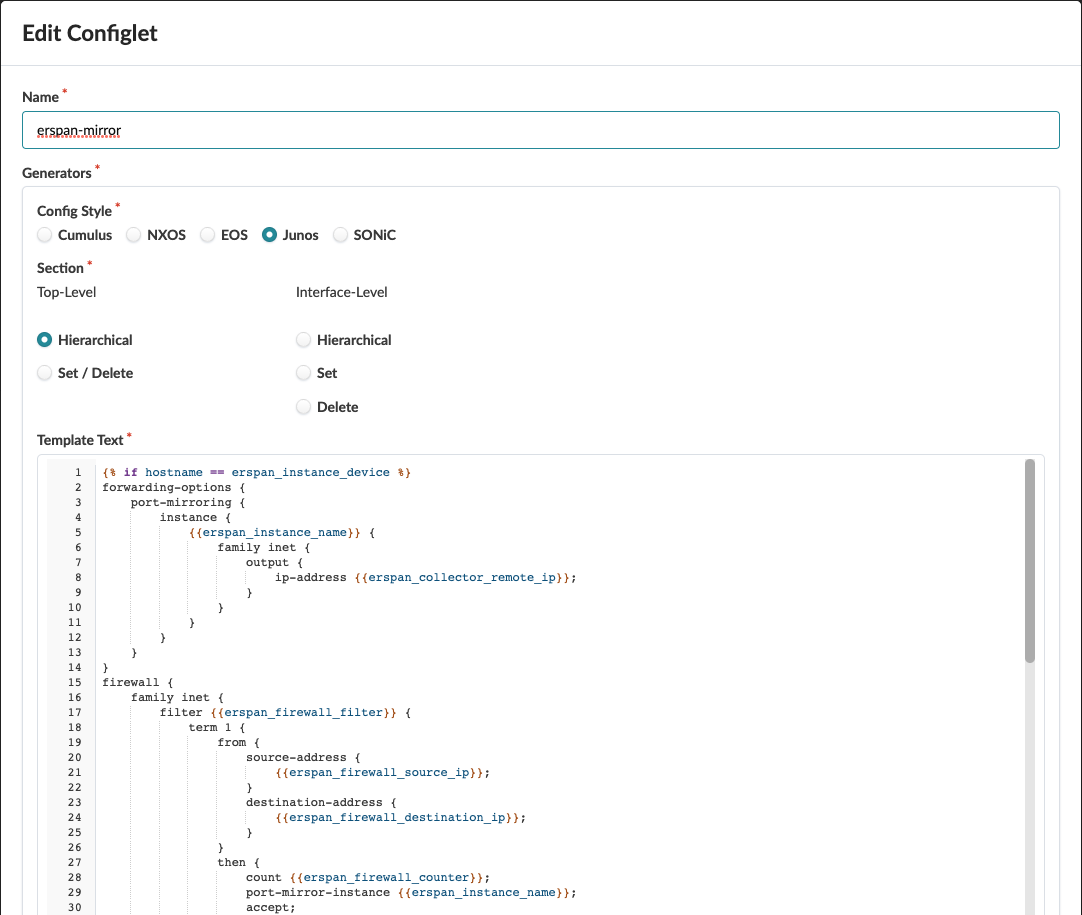 Edit Configlet
Name *
erspan-mirror
Generators *
Config Style *
Cumulus NXOS EOS Junos SONiC
Section *
Top-Level Interface-Level
Hierarchical Hierarchical
Set / Delete Set
Delete
Template Text *
1 {% if hostname == erspan_instance_device %}
2 forwarding-options {
3     port-mirroring {
4         instance {
5             {{erspan_instance_name}} {
6                 family inet {
7                     output {
8                         ip-address {{erspan_collector_remote_ip}};
9                     }
10                 }
11             }
12         }
13     }
14 }
15 firewall {
16     family inet {
17         filter {{erspan_firewall_filter}} {
18             term 1 {
19                 from {
20                     source-address {
21                         {{erspan_firewall_source_ip}};
22                     }
23                     destination-address {
24                         {{erspan_firewall_destination_ip}};
25                     }
26                 }
27                 then {
28                     count {{erspan_firewall_counter}};
29                     port-mirror-instance {{erspan_instance_name}};
30                     accept;